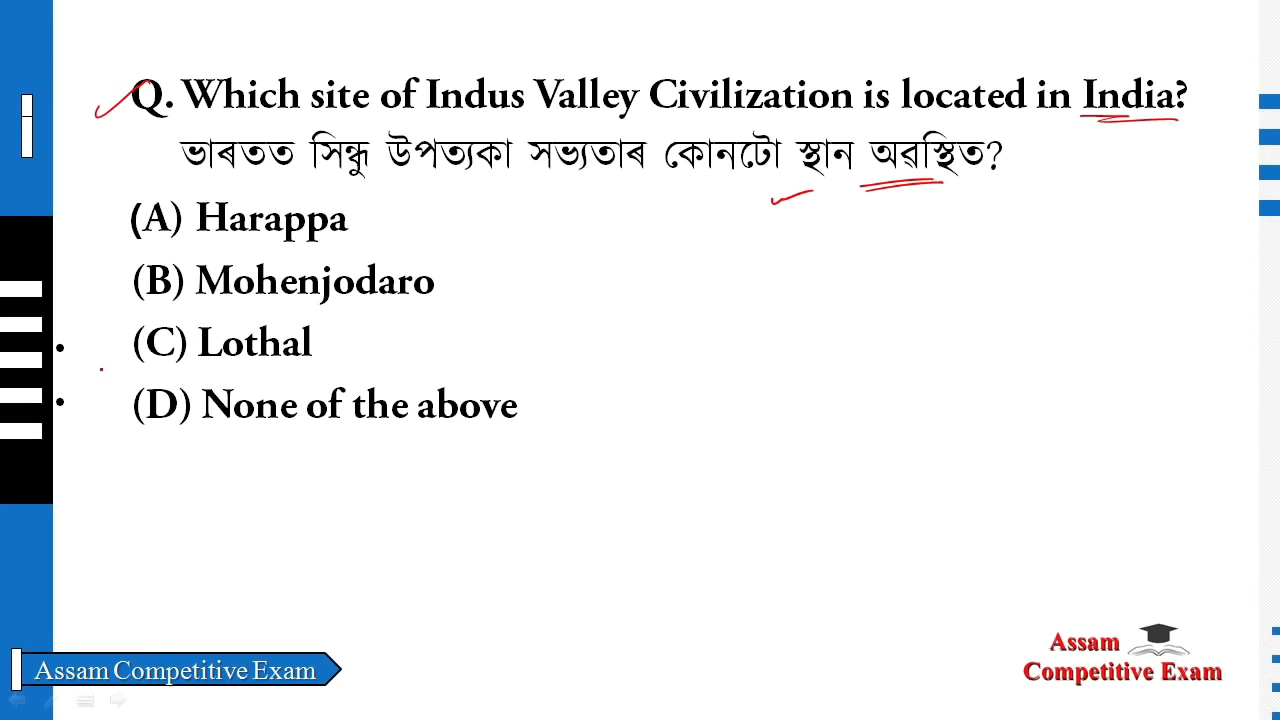 Q. Which site of Indus Valley Civilization is located in India?
ভাৰতত সিন্ধু উপত্যকা সভ্যতাৰ কোনটো স্থান অৱস্থিত?
(A) Harappa
(B) Mohenjodaro
(C) Lothal
(D) None of the above
Assam Competitive Exam
Assam
Competitive Exam